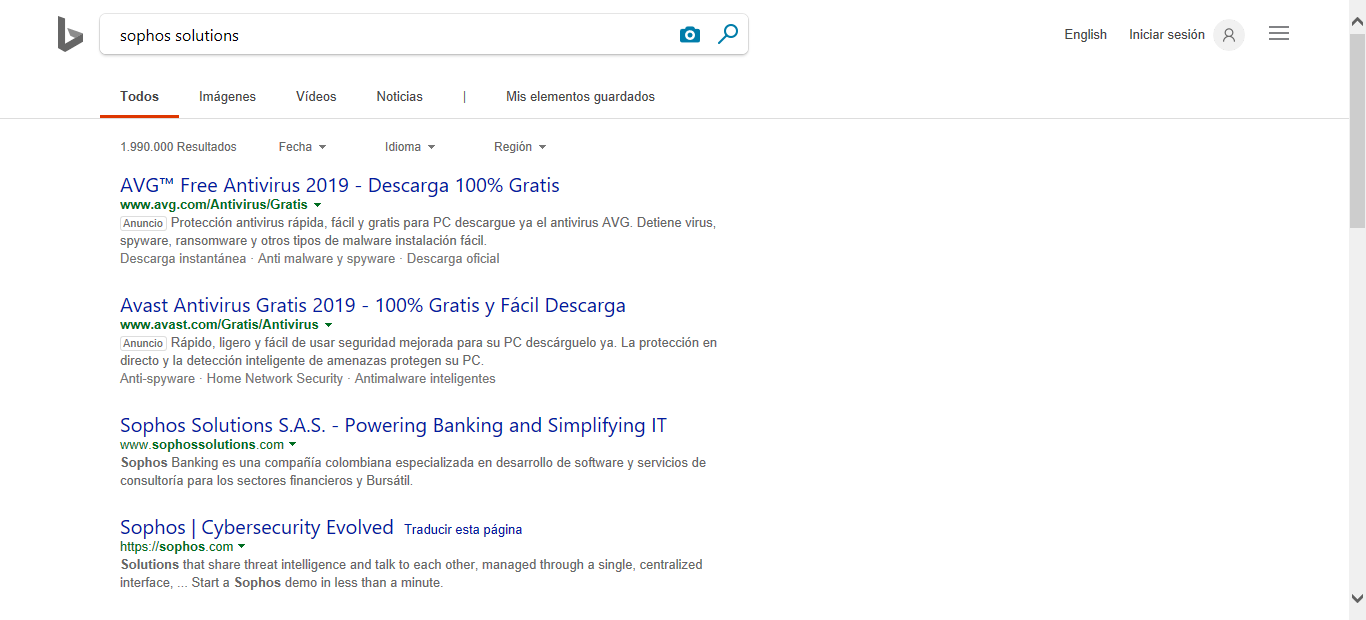 sophos solutions
English Iniciar sesión
Todos Imágenes Vídeos Noticias | Mis elementos guardados
1.990.000 Resultados Fecha Idioma Región
AVG™ Free Antivirus 2019 - Descarga 100% Gratis
www.avg.com/Antivirus/Gratis
Anuncio Protección antivirus rápida, fácil y gratis para PC descargue ya el antivirus AVG. Detiene virus,
spyware, ransomware y otros tipos de malware instalación fácil.
Descarga instantánea · Anti malware y spyware · Descarga oficial
Avast Antivirus Gratis 2019 - 100% Gratis y Fácil Descarga
www.avast.com/Gratis/Antivirus
Anuncio Rápido, ligero y fácil de usar seguridad mejorada para su PC descárguelo ya. La protección en
directo y la detección inteligente de amenazas protegen su PC.
Anti-spyware · Home Network Security · Antimalware inteligentes
Sophos Solutions S.A.S. - Powering Banking and Simplifying IT
www.sophossolutions.com
Sophos Banking es una compañía colombiana especializada en desarrollo de software y servicios de
consultoría para los sectores financieros y Bursátil.
Sophos | Cybersecurity Evolved Traducir esta página
https://sophos.com
Solutions that share threat intelligence and talk to each other, managed through a single, centralized
interface, ... Start a Sophos demo in less than a minute.